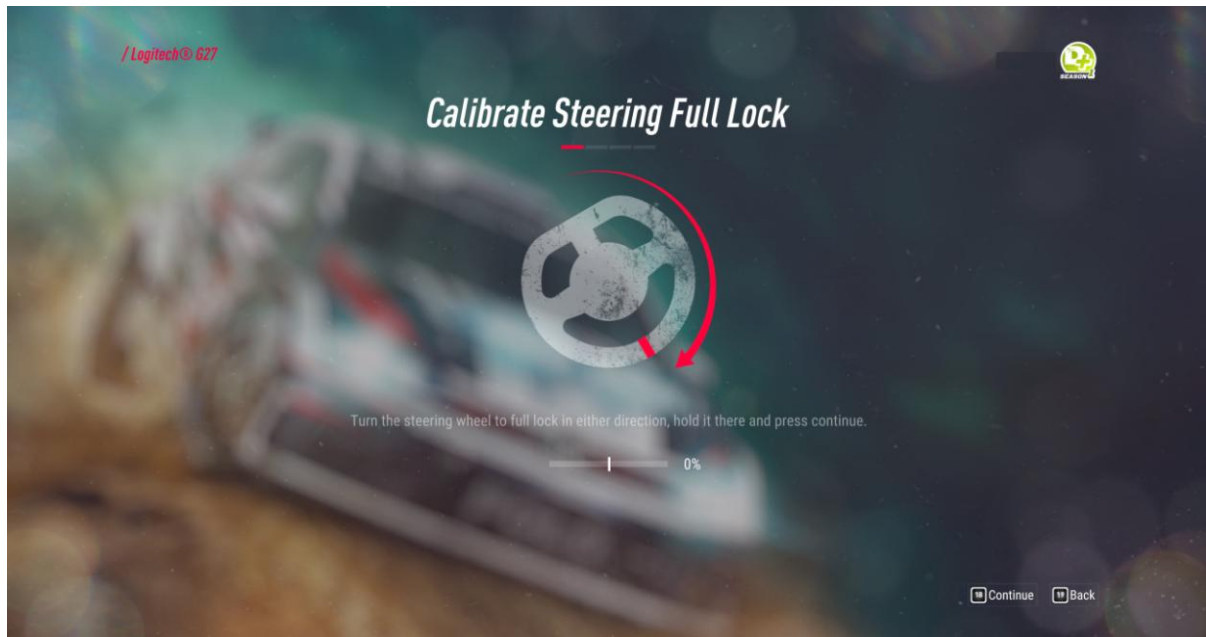 / Logitech® G27
SEASON
Calibrate Steering Full Lock
Turn the steering wheel to full lock in either direction, hold it there and press continue.
0%
Continue
Back